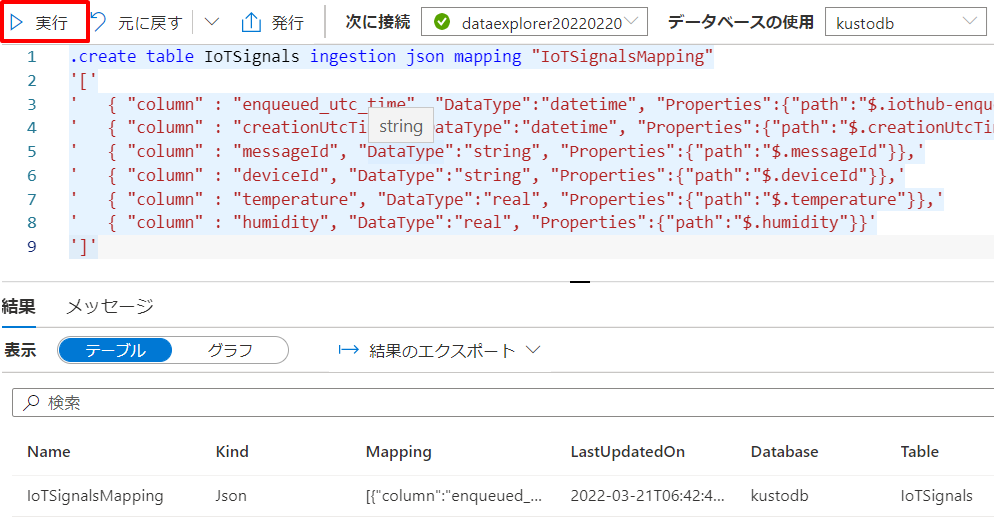 実行 元に戻す 発行 次に接続 dataexplorer20220220 データベースの使用 kustodb
1 .create table IoTSignals ingestion json mapping "IoTSignalsMapping"
2 '['
3 ' { "column" : "enqueued_utc_time", "DataType":"datetime", "Properties":{"path":"$.iothub-enqu
4 ' { "column" : "creationUtcTi string DataType":"datetime", "Properties":{"path":"$.creationUtcTi
5 ' { "column" : "messageId", "DataType":"string", "Properties":{"path":"$.messageId"}},'
6 ' { "column" : "deviceId", "DataType":"string", "Properties":{"path":"$.deviceId"}},'
7 ' { "column" : "temperature", "DataType":"real", "Properties":{"path":"$.temperature"}},'
8 ' { "column" : "humidity", "DataType":"real", "Properties":{"path":"$.humidity"}}'
9 ']'
結果 メッセージ
表示 テーブル グラフ 結果のエクスポート
検索
Name Kind Mapping LastUpdatedOn Database Table
IoTSignalsMapping Json [{"column":"enqueued_... 2022-03-21T06:42:4... kustodb IoTSignals